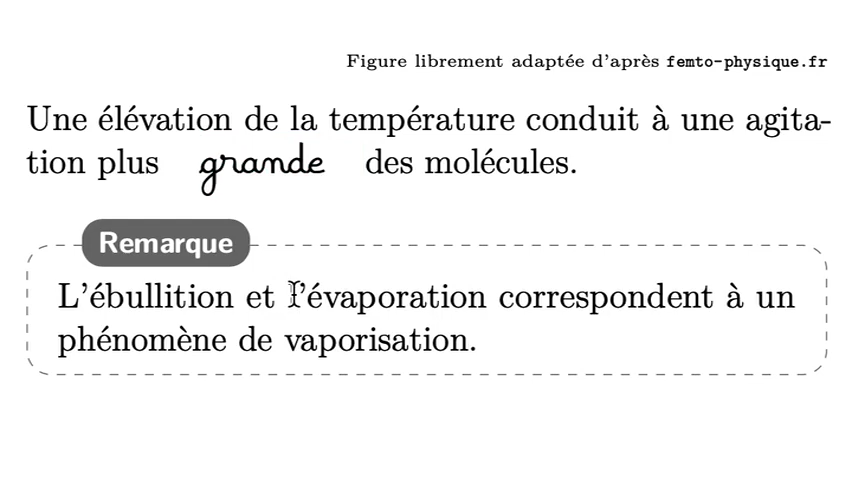 Figure librement adaptée d'après femto-physique.fr
Une élévation de la température conduit à une agita-
tion plus grande des molécules.
Remarque
L'ébullition et l'évaporation correspondent à un
phénomène de vaporisation.